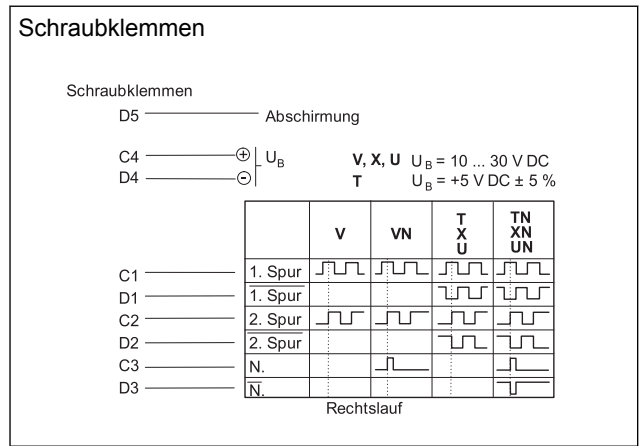 Schraubklemmen
Schraubklemmen
D5 Abschirmung
C4 ⊕ U_B V, X, U U_B = 10 ... 30 V DC
D4 ⊖ T U_B = +5 V DC ± 5 %
V VN T X U TN XN UN
C1 1. Spur
D1 1. Spur
C2 2. Spur
D2 2. Spur
C3 N.
D3 N.
Rechtslauf